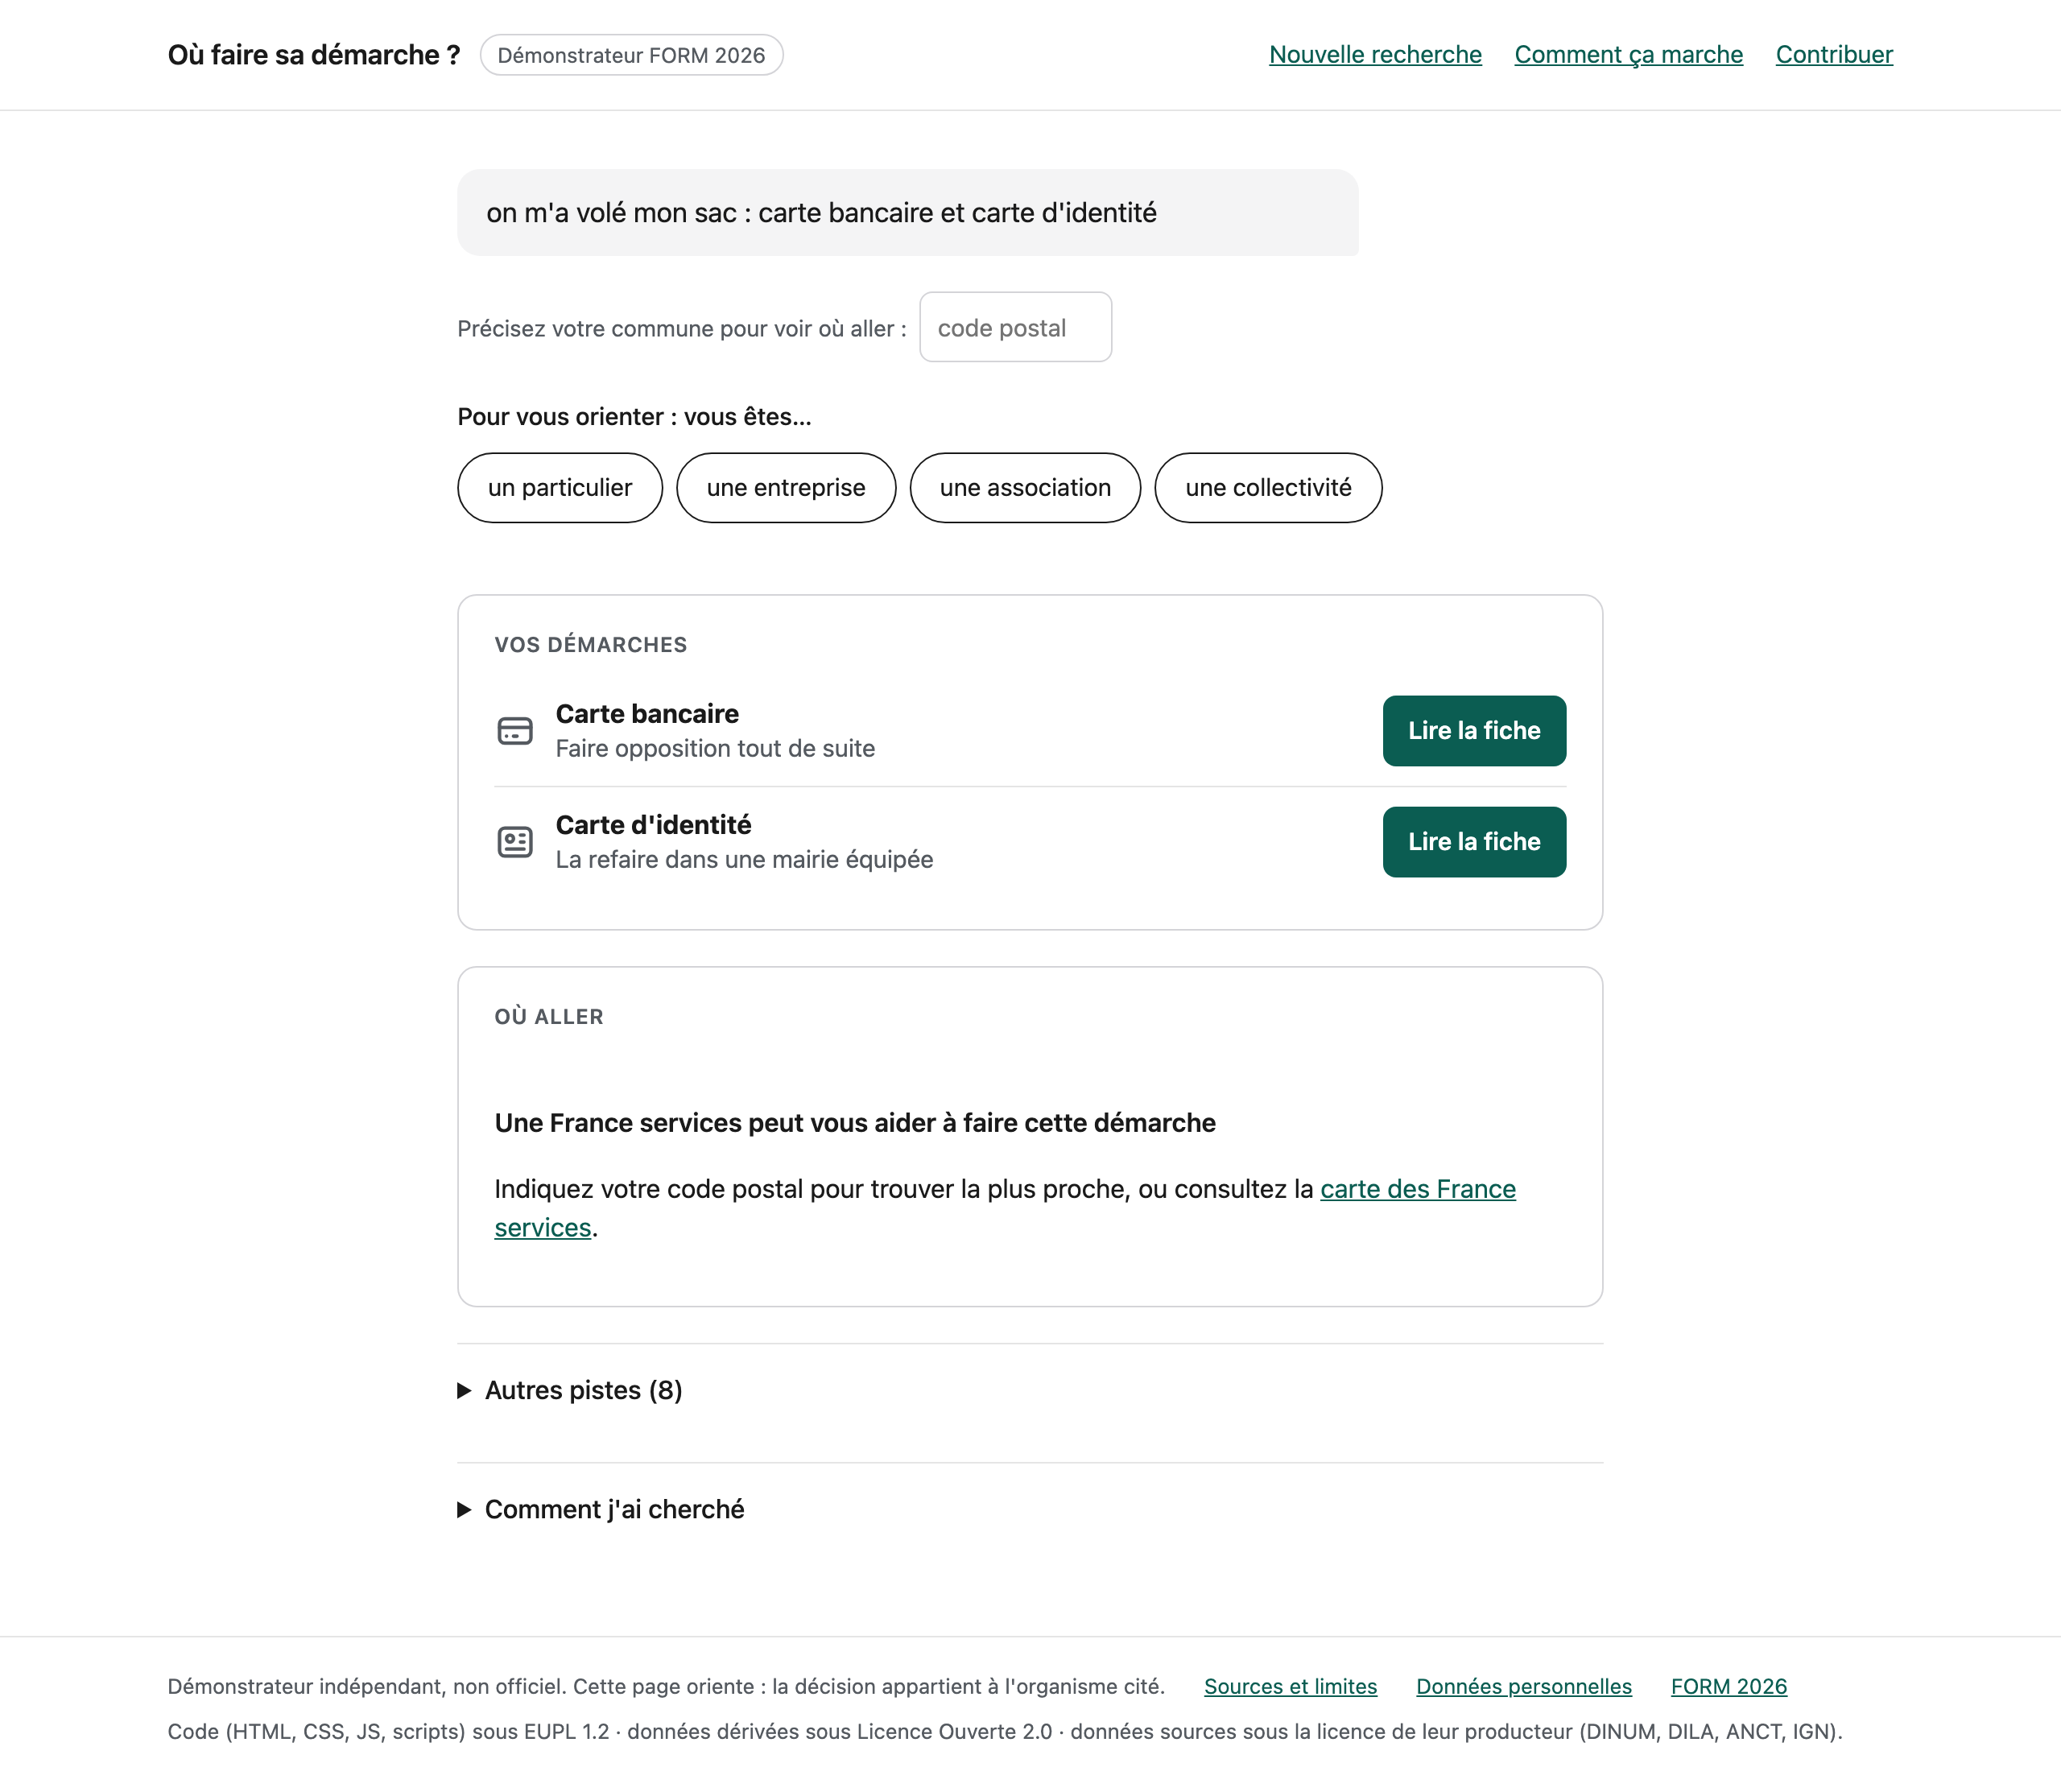 Où faire sa démarche ?
Démonstrateur FORM 2026
Nouvelle recherche
Comment ça marche
Contribuer
on m'a volé mon sac : carte bancaire et carte d'identité
Précisez votre commune pour voir où aller :
code postal
Pour vous orienter : vous êtes...
un particulier
une entreprise
une association
une collectivité
VOS DÉMARCHES
Carte bancaire
Faire opposition tout de suite
Lire la fiche
Carte d'identité
La refaire dans une mairie équipée
Lire la fiche
OÙ ALLER
Une France services peut vous aider à faire cette démarche
Indiquez votre code postal pour trouver la plus proche, ou consultez la carte des France
services.
Autres pistes (8)
Comment j'ai cherché
Démonstrateur indépendant, non officiel. Cette page oriente : la décision appartient à l'organisme cité.
Sources et limites
Données personnelles
FORM 2026
Code (HTML, CSS, JS, scripts) sous EUPL 1.2 · données dérivées sous Licence Ouverte 2.0 · données sources sous la licence de leur producteur (DINUM, DILA, ANCT, IGN).